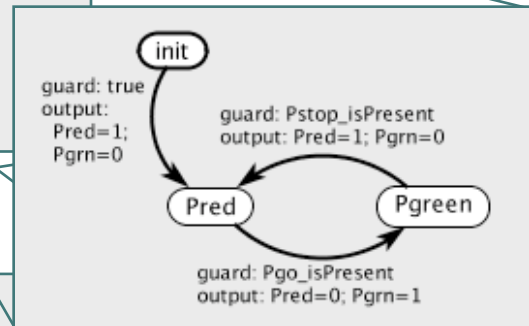 init
guard: true
output:
Pred=1;
Pgrn=0
guard: Pstop_isPresent
output: Pred=1; Pgrn=0
Pred
Pgreen
guard: Pgo_isPresent
output: Pred=0; Pgrn=1